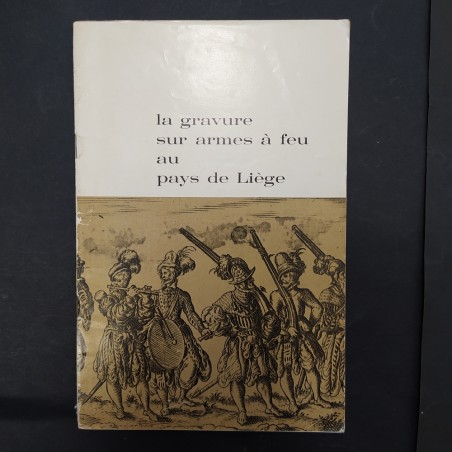 la gravure
sur armes à feu
au
pays de Liège